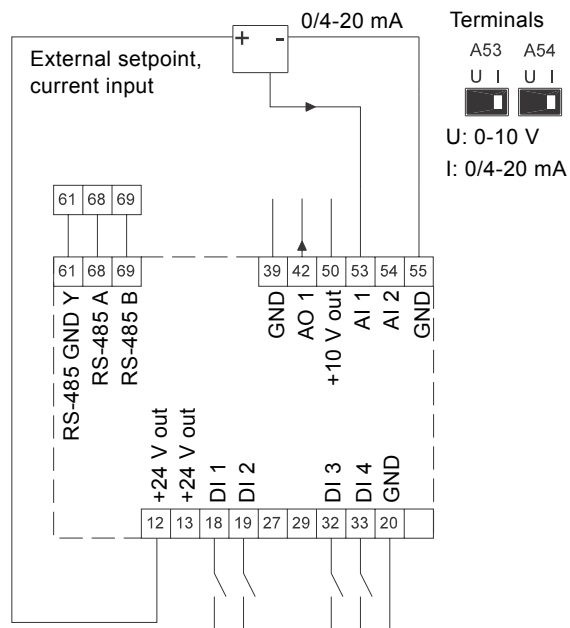 + -
0/4-20 mA
External setpoint,
current input
Terminals
A53 A54
U I U I
U: 0-10 V
I: 0/4-20 mA
61 68 69
61 68 69
39 42 50 53 54 55
RS-485 GND Y
RS-485 A
RS-485 B
GND
AO 1
+10 V out
AI 1
AI 2
GND
+24 V out
+24 V out
DI 1
DI 2
DI 3
DI 4
GND
12 13 18 19 27 29 32 33 20